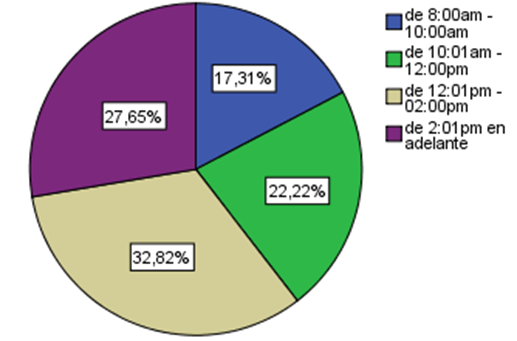 17,31%
22,22%
32,82%
27,65%
de 8:00am -
10:00am
de 10:01am -
12:00pm
de 12:01pm -
02:00pm
de 2:01pm en
adelante